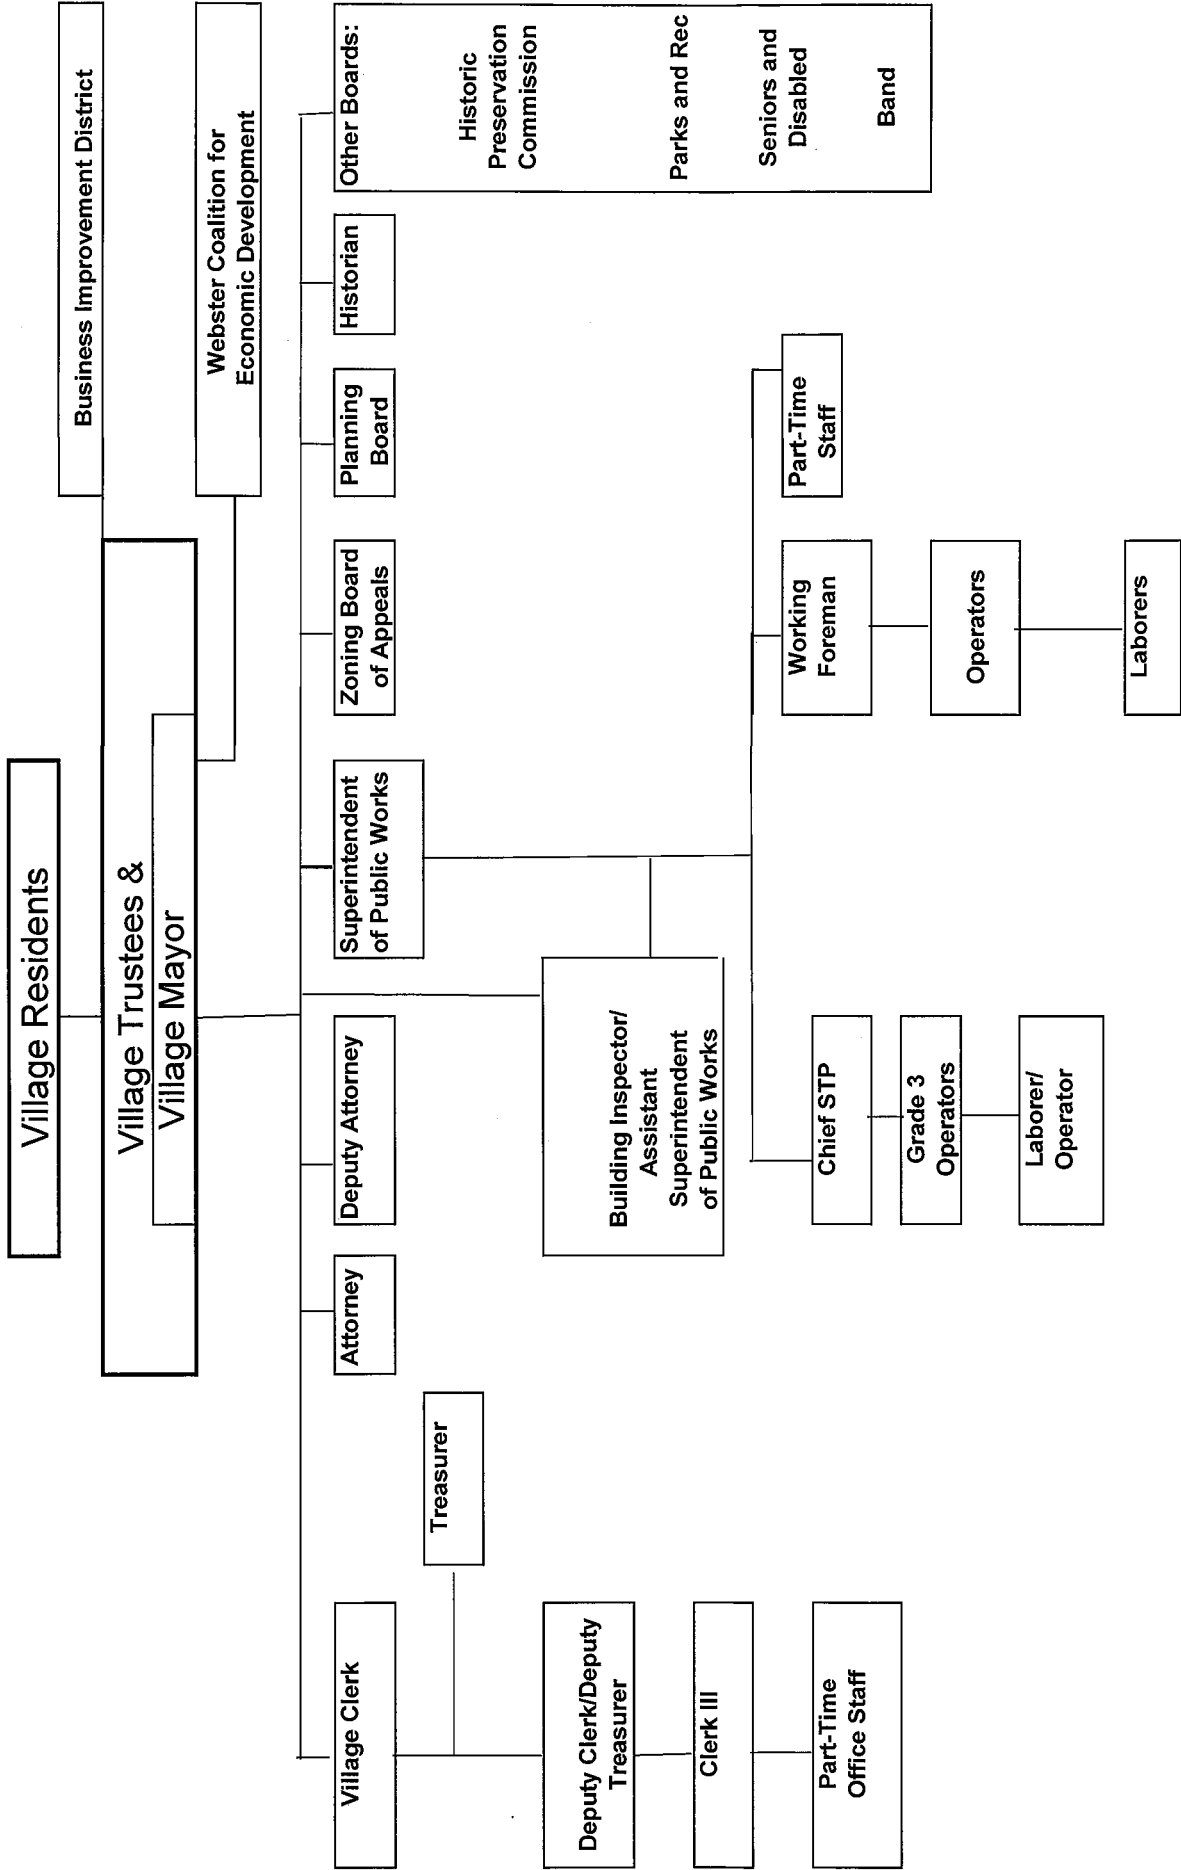 Village Residents
Business Improvement District
Village Trustees &
Village Mayor
Webster Coalition for
Economic Development
Village Clerk
Attorney
Deputy Attorney
Superintendent
of Public Works
Zoning Board
of Appeals
Planning
Board
Historian
Other Boards:
Historic
Preservation
Commission
Parks and Rec
Seniors and
Disabled
Band
Treasurer
Deputy Clerk/Deputy
Treasurer
Clerk III
Part-Time
Office Staff
Building Inspector/
Assistant
Superintendent
of Public Works
Chief STP
Grade 3
Operators
Laborer/
Operator
Working
Foreman
Operators
Laborers
Part-Time
Staff